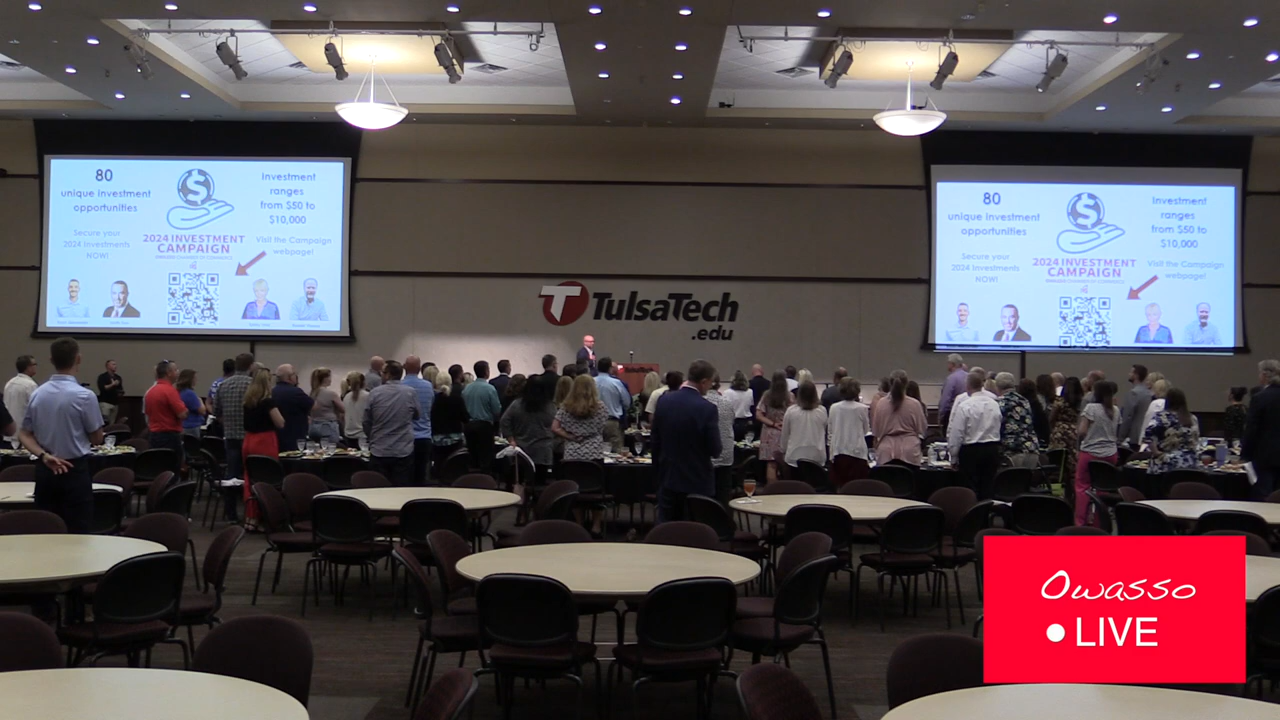 80
unique investment
opportunities
Secure your
2024 Investments
NOW!
$
2024 INVESTMENT
CAMPAIGN
Investment
ranges
from $50 to
$10,000
Visit the Campaign
webpage!
80
unique investment
opportunities
Secure your
2024 Investments
NOW!
$
2024 INVESTMENT
CAMPAIGN
Investment
ranges
from $50 to
$10,000
Visit the Campaign
webpage!
T TulsaTech
.edu
TulsaTech
Owasso
LIVE